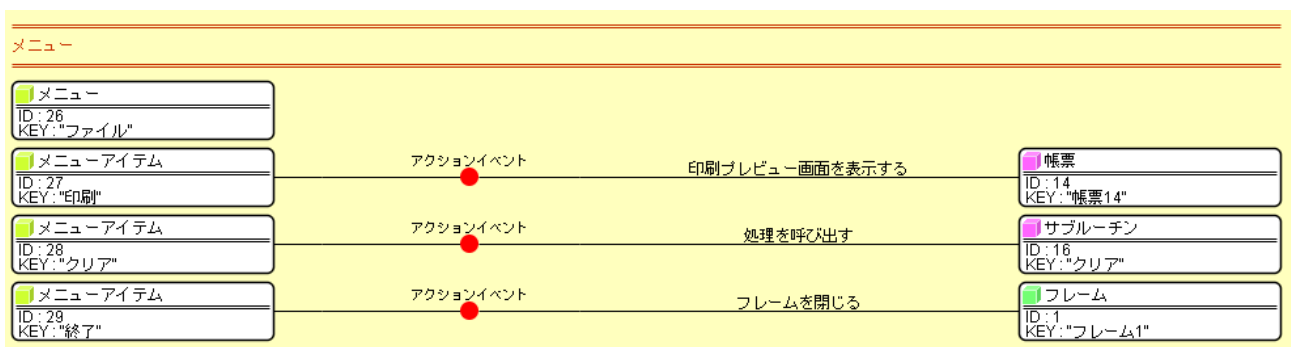 メニュー
メニュー
ID : 26
KEY : "ファイル"
メニューアイテム
ID : 27
KEY : "印刷"
アクションイベント
印刷プレビュー画面を表示する
帳票
ID : 14
KEY : "帳票14"
メニューアイテム
ID : 28
KEY : "クリア"
アクションイベント
処理を呼び出す
サブルーチン
ID : 16
KEY : "クリア"
メニューアイテム
ID : 29
KEY : "終了"
アクションイベント
フレームを閉じる
フレーム
ID : 1
KEY : "フレーム1"